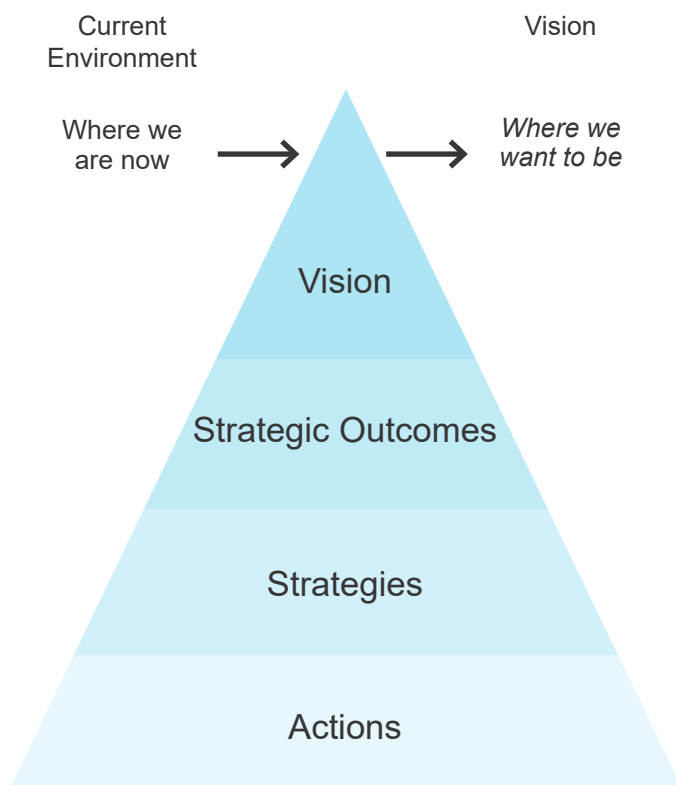 Current
Environment
Vision
Where we
are now
Where we
want to be
Vision
Strategic Outcomes
Strategies
Actions